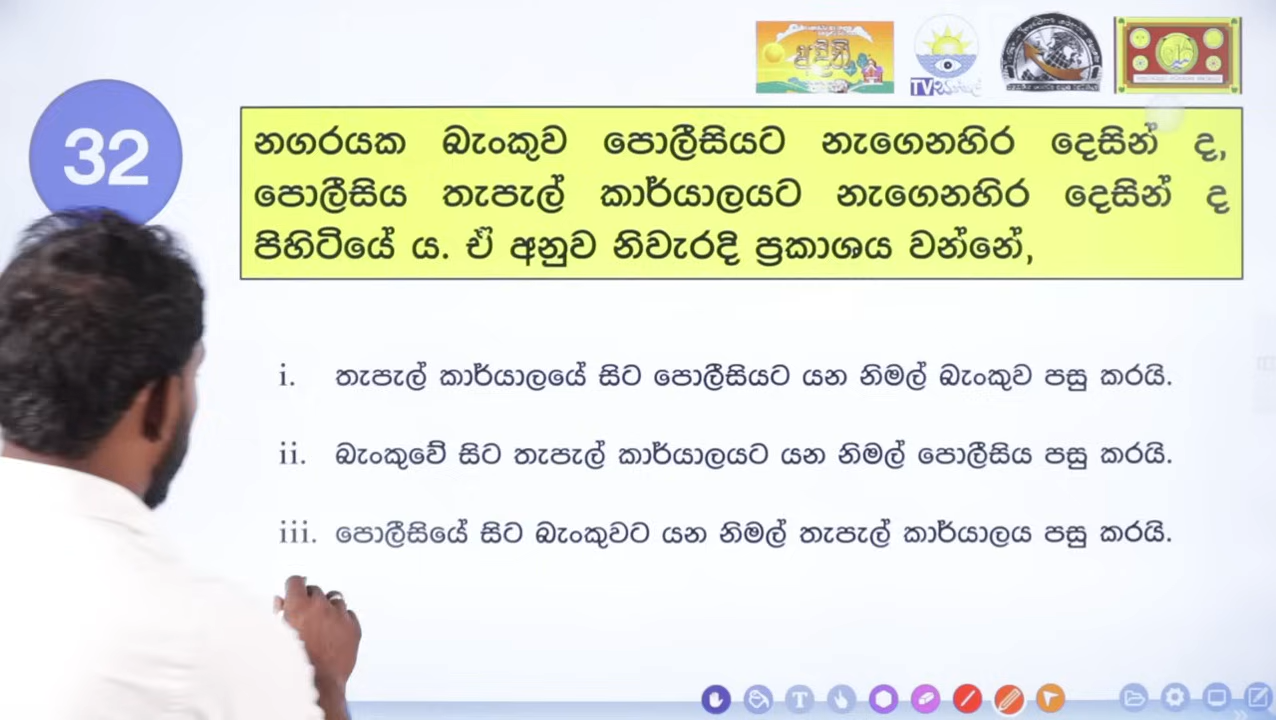 TV
32
නගරයක බැංකුව පොලීසියට නැගෙනහිර දෙසින් ද,
පොලීසිය තැපැල් කාර්යාලයට නැගෙනහිර දෙසින් ද
පිහිටියේ ය. ඒ අනුව නිවැරදි ප්‍රකාශය වන්නේ,
i. තැපැල් කාර්යාලයේ සිට පොලීසියට යන නිමල් බැංකුව පසු කරයි.
ii. බැංකුවේ සිට තැපැල් කාර්යාලයට යන නිමල් පොලීසිය පසු කරයි.
iii. පොලීසියේ සිට බැංකුවට යන නිමල් තැපැල් කාර්යාලය පසු කරයි.
T